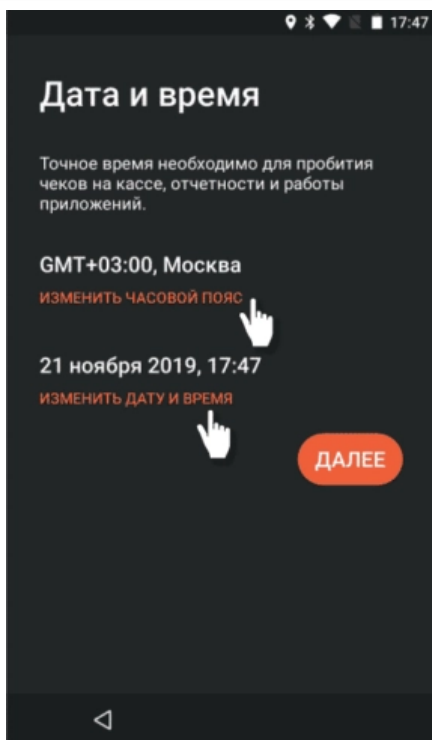 17:47
Дата и время
Точное время необходимо для пробития
чеков на кассе, отчетности и работы
приложений.
GMT+03:00, Москва
ИЗМЕНИТЬ ЧАСОВОЙ ПОЯС
21 ноября 2019, 17:47
ИЗМЕНИТЬ ДАТУ И ВРЕМЯ
ДАЛЕЕ